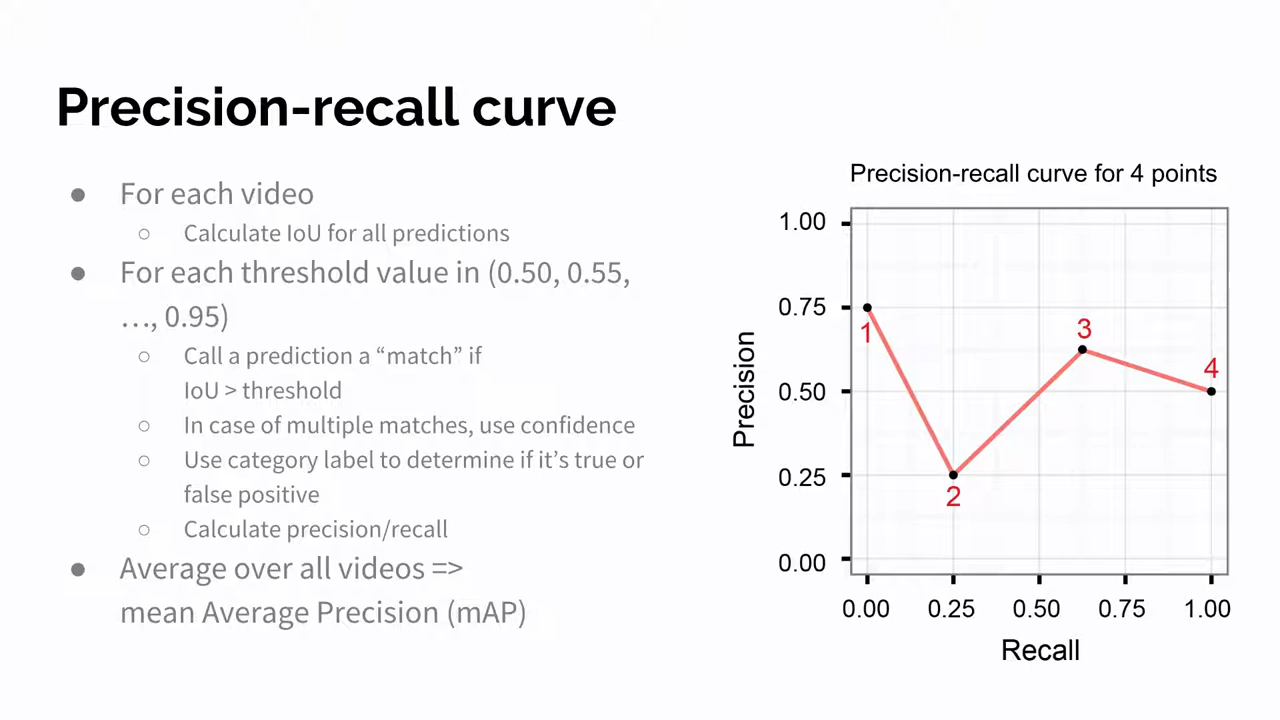 Precision-recall curve
● For each video
○ Calculate IoU for all predictions
● For each threshold value in (0.50, 0.55,
…, 0.95)
○ Call a prediction a “match” if
IoU > threshold
○ In case of multiple matches, use confidence
○ Use category label to determine if it’s true or
false positive
○ Calculate precision/recall
● Average over all videos =>
mean Average Precision (mAP)
Precision-recall curve for 4 points
1.00
0.75
0.50
0.25
0.00
Precision
1
2
3
4
0.00 0.25 0.50 0.75 1.00
Recall